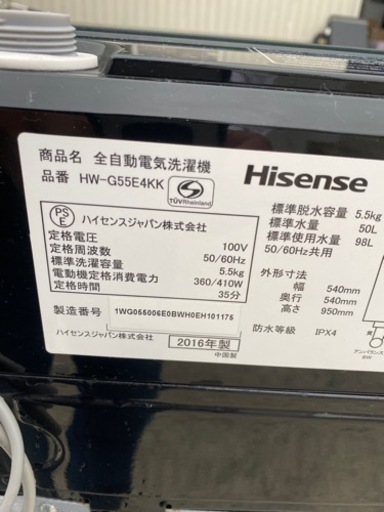 商品名 全自動電気洗濯機
品番 HW-G55E4KK
TÜVRheinland
Hisense
PS
E
ハイセンスジャパン株式会社
定格電圧 100V
定格周波数 50/60Hz
標準洗濯容量 5.5kg
電動機定格消費電力 360/410W
定格時間 35分
製造番号 1WG055006E0BWH0EH101175
ハイセンスジャパン株式会社
2016年製
中国製
標準脱水容量 5.5kg
標準水量 50L
標準使用水量 98L
50/60Hz共用
外形寸法
幅 540mm
奥行 540mm
高さ 950mm
防水等級 IPX4